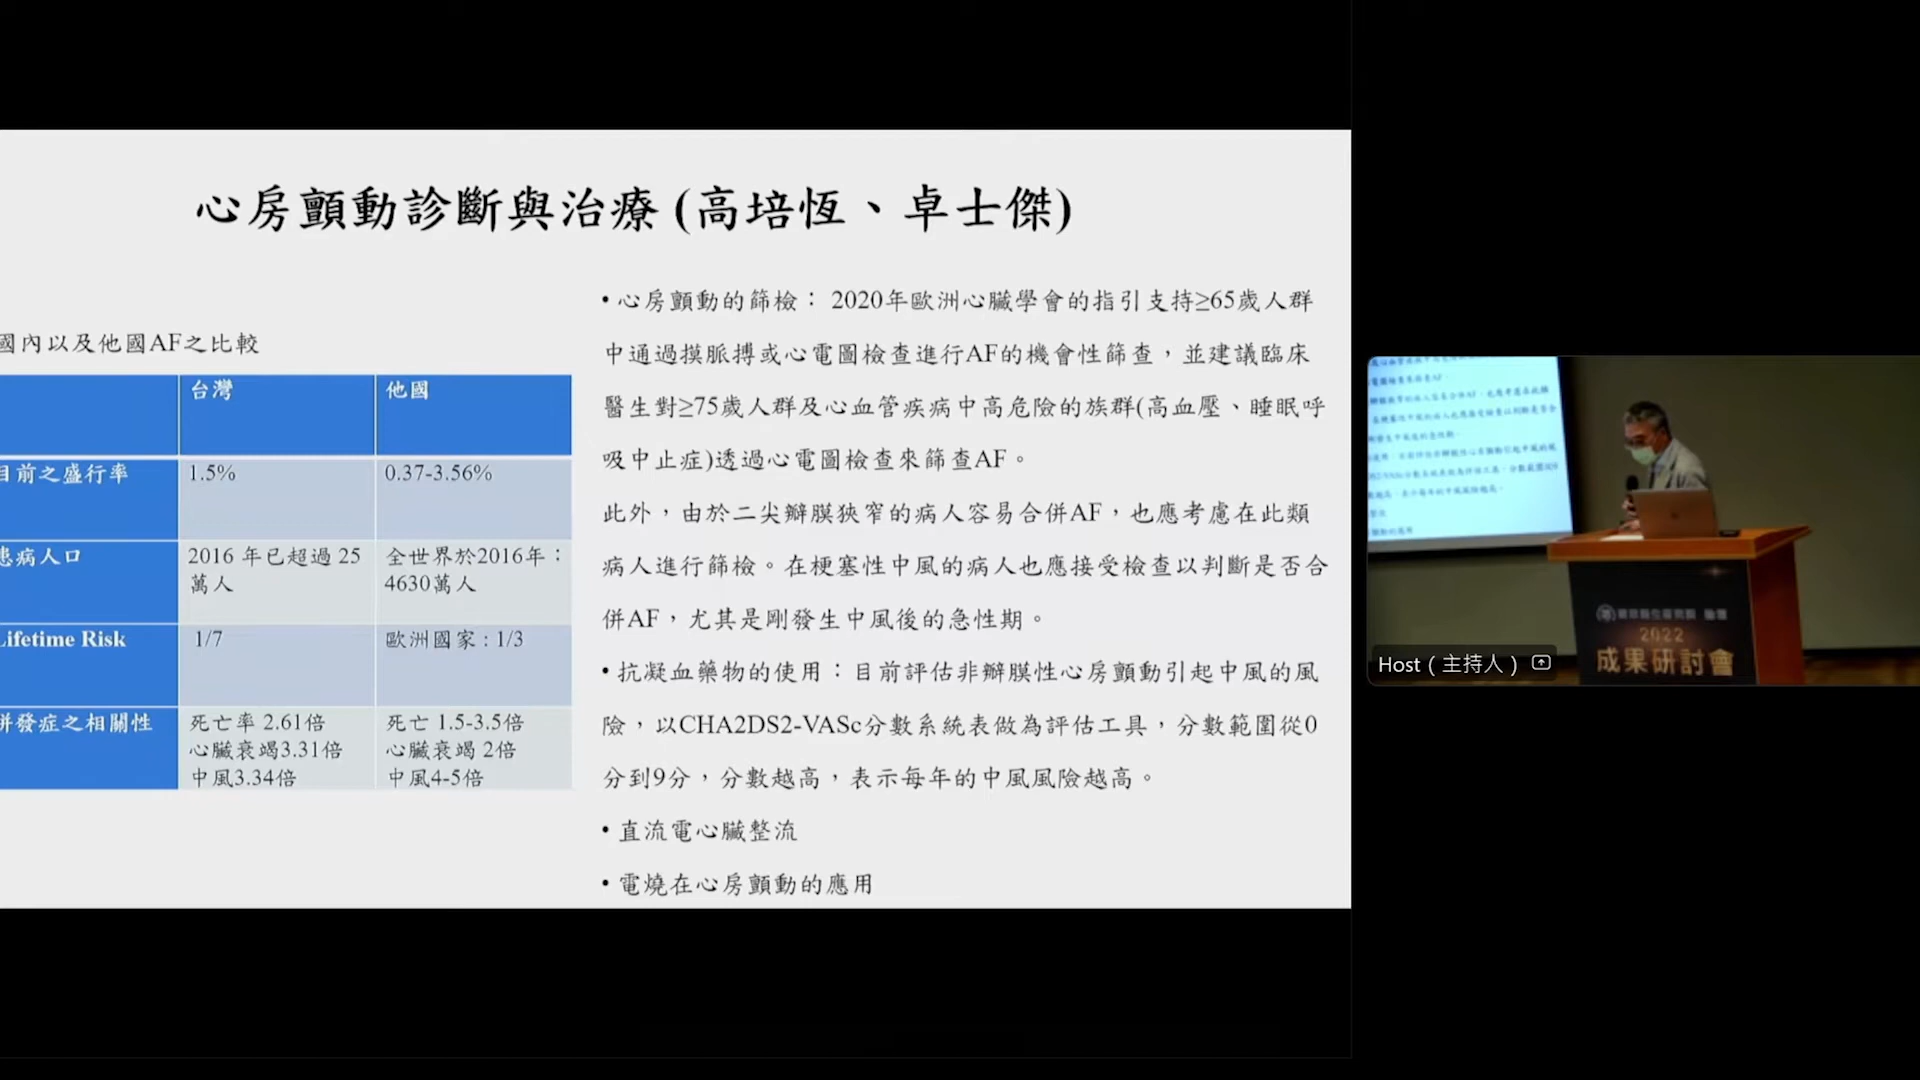 心房顫動診斷與治療 (高培恆、卓士傑)
國內以及他國AF之比較
台灣 他國
目前之盛行率 1.5% 0.37-3.56%
患病人口 2016 年已超過 25 全世界於2016年：
萬人 4630萬人
Lifetime Risk 1/7 歐洲國家 : 1/3
併發症之相關性 死亡率 2.61倍 死亡 1.5-3.5倍
心臟衰竭3.31倍 心臟衰竭 2倍
中風3.34倍 中風4-5倍
• 心房顫動的篩檢： 2020年歐洲心臟學會的指引支持≥65歲人群
中通過摸脈搏或心電圖檢查進行AF的機會性篩查，並建議臨床
醫生對≥75歲人群及心血管疾病中高危險的族群(高血壓、睡眠呼
吸中止症)透過心電圖檢查來篩查AF。
此外，由於二尖瓣膜狹窄的病人容易合併AF，也應考慮在此類
病人進行篩檢。在梗塞性中風的病人也應接受檢查以判斷是否合
併AF，尤其是剛發生中風後的急性期。
• 抗凝血藥物的使用：目前評估非瓣膜性心房顫動引起中風的風
險，以CHA2DS2-VASc分數系統表做為評估工具，分數範圍從0
分到9分，分數越高，表示每年的中風風險越高。
• 直流電心臟整流
• 電燒在心房顫動的應用
2022
成果研討會
Host ( 主持人 )